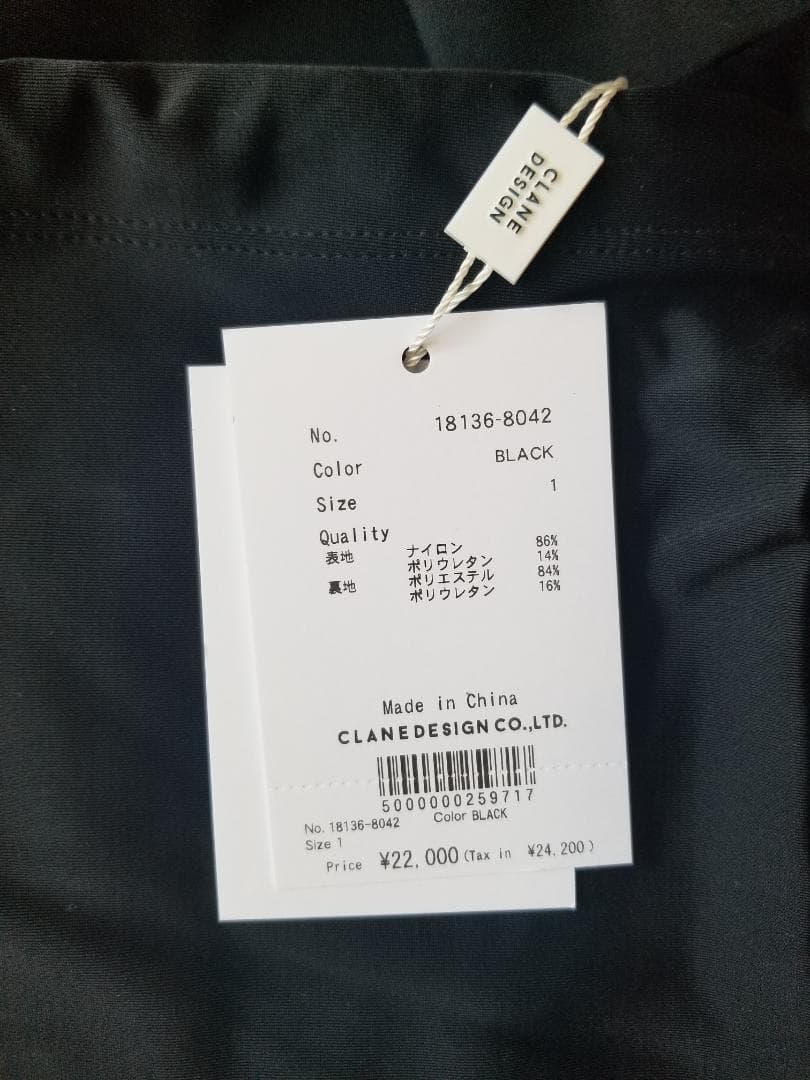 CLANE
DESIGN
No. 18136-8042
Color BLACK
Size 1
Quality
表地 ナイロン 86%
ポリウレタン 14%
裏地 ポリエステル 84%
ポリウレタン 16%
Made in China
CLANE DESIGN CO.,LTD.
5000000259717
No. 18136-8042 Color BLACK
Size 1
Price ¥22,000 (Tax in ¥24,200)